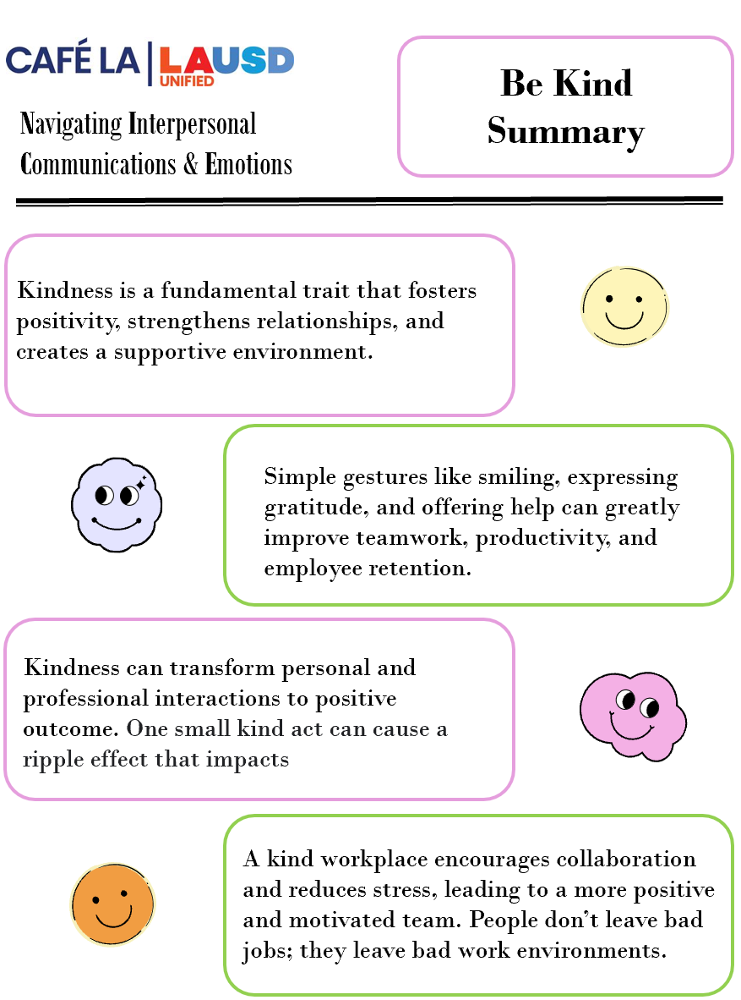 CAFÉ LA | LAUSD
UNIFIED
Navigating Interpersonal
Communications & Emotions
Be Kind
Summary
Kindness is a fundamental trait that fosters
positivity, strengthens relationships, and
creates a supportive environment.
Simple gestures like smiling, expressing
gratitude, and offering help can greatly
improve teamwork, productivity, and
employee retention.
Kindness can transform personal and
professional interactions to positive
outcome. One small kind act can cause a
ripple effect that impacts
A kind workplace encourages collaboration
and reduces stress, leading to a more positive
and motivated team. People don’t leave bad
jobs; they leave bad work environments.